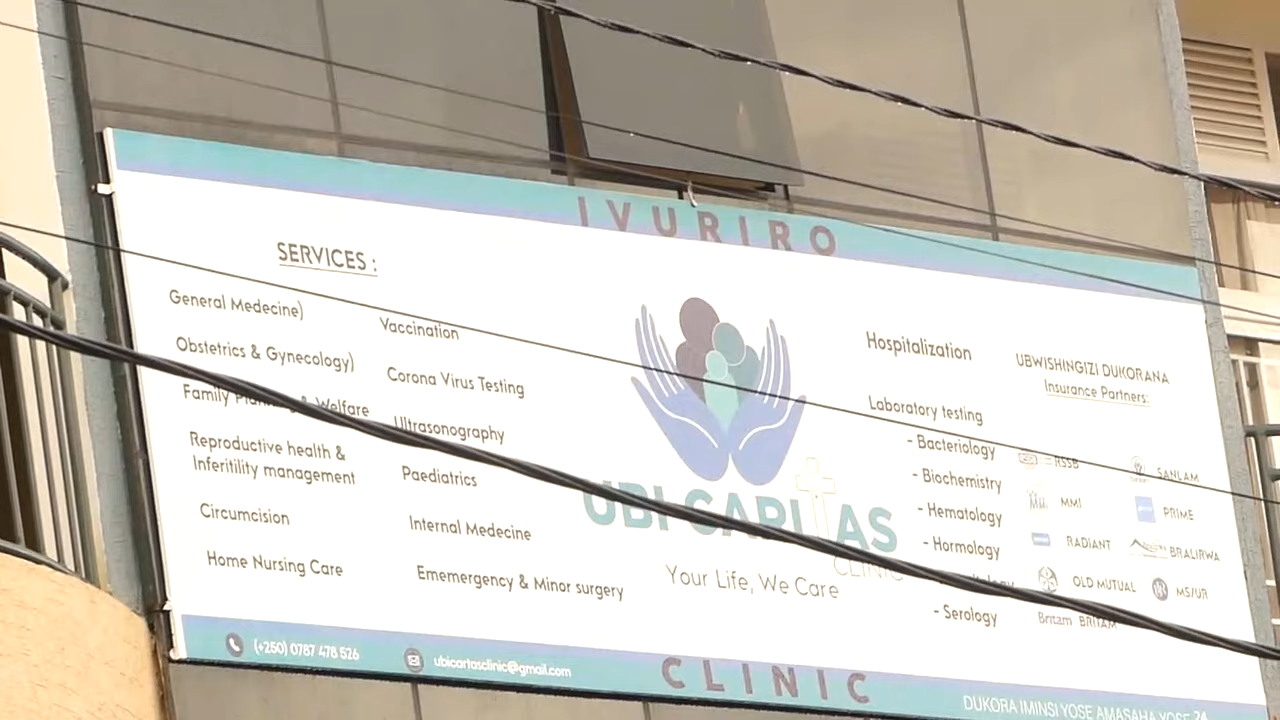 IVURIRO
SERVICES :
General Medecine)
Obstetrics & Gynecology)
Family Planning & Welfare
Reproductive health &
Inferitility management
Circumcision
Home Nursing Care
Vaccination
Corona Virus Testing
Ultrasonography
Paediatrics
Internal Medecine
Ememergency & Minor surgery
UBI CARITAS
CLINIC
Your Life, We Care
Hospitalization
Laboratory testing
- Bacteriology
- Biochemistry
- Hematology
- Hormology
- Serology
UBWISHINGIZI DUKORANA
Insurance Partners:
RSSB
SANLAM
MMI
PRIME
RADIANT
BRALIRWA
OLD MUTUAL
MS/UR
Britam BRITAM
(+250) 0787 478 526
ubicartasclinic@gmail.com
CLINIC
DUKORA IMINSI YOSE AMASAHA YOSE 24